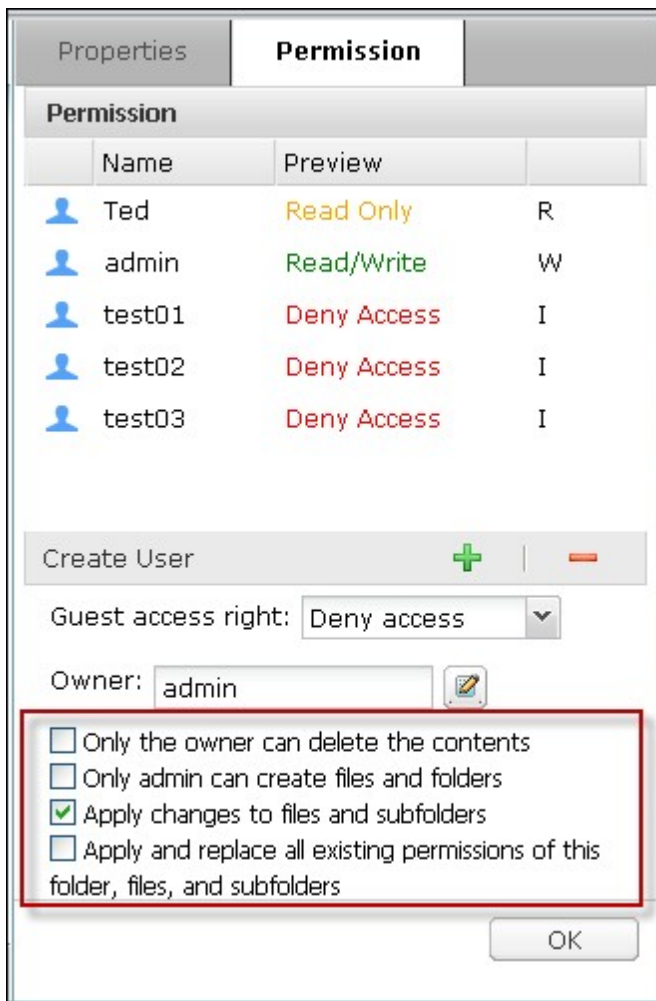 Properties Permission
Permission
Name Preview
Ted Read Only R
admin Read/Write W
test01 Deny Access I
test02 Deny Access I
test03 Deny Access I
Create User
Guest access right: Deny access
Owner: admin
Only the owner can delete the contents
Only admin can create files and folders
Apply changes to files and subfolders
Apply and replace all existing permissions of this
folder, files, and subfolders
OK